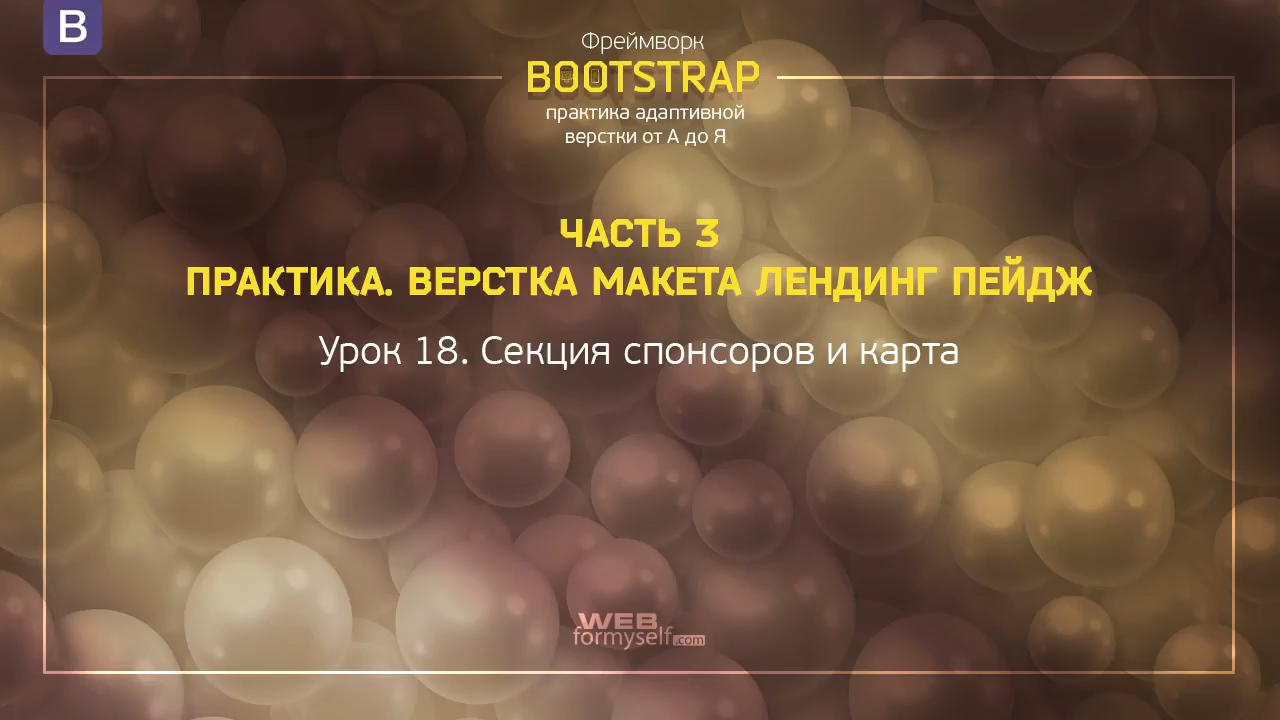 B
Фреймворк
BOOTSTRAP
практика адаптивной
верстки от А до Я
ЧАСТЬ 3
ПРАКТИКА. ВЕРСТКА МАКЕТА ЛЕНДИНГ ПЕЙДЖ
Урок 18. Секция спонсоров и карта
WEB
formyself.com